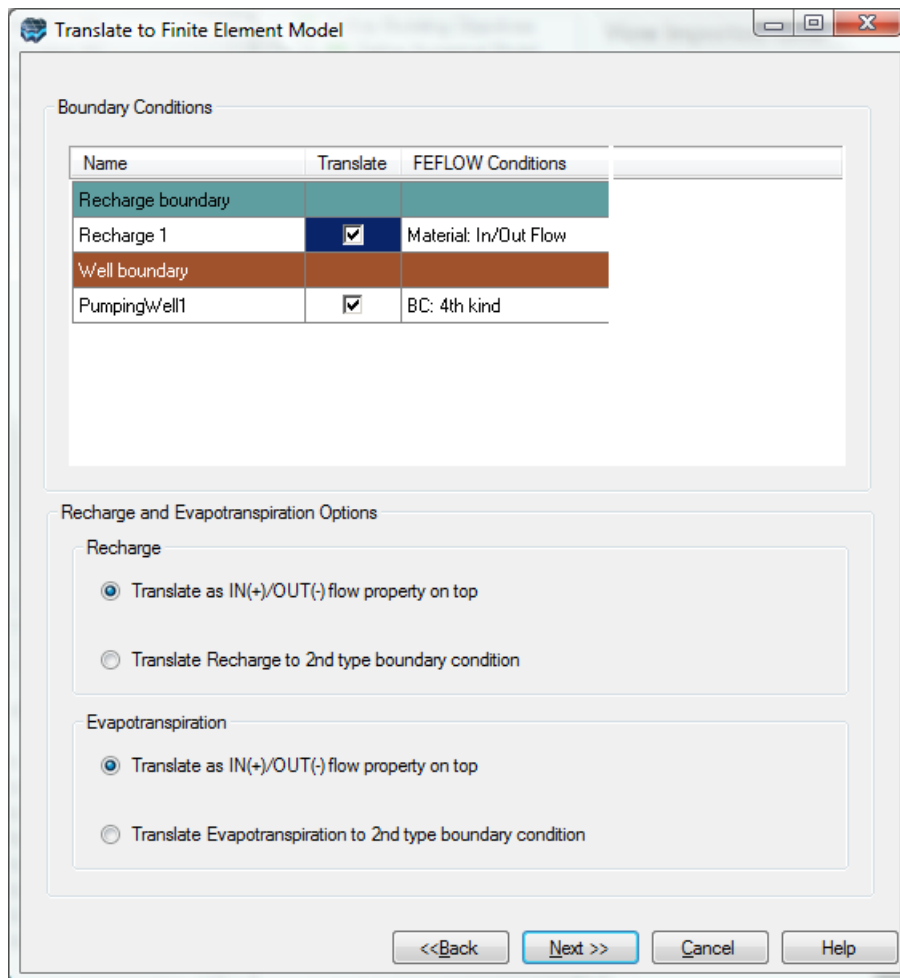 Translate to Finite Element Model
Boundary Conditions
Name Translate FEFLOW Conditions
Recharge boundary
Recharge 1 Material: In/Out Flow
Well boundary
PumpingWell1 BC: 4th kind
Recharge and Evapotranspiration Options
Recharge
Translate as IN(+)/OUT(-) flow property on top
Translate Recharge to 2nd type boundary condition
Evapotranspiration
Translate as IN(+)/OUT(-) flow property on top
Translate Evapotranspiration to 2nd type boundary condition
<<Back Next >> Cancel Help